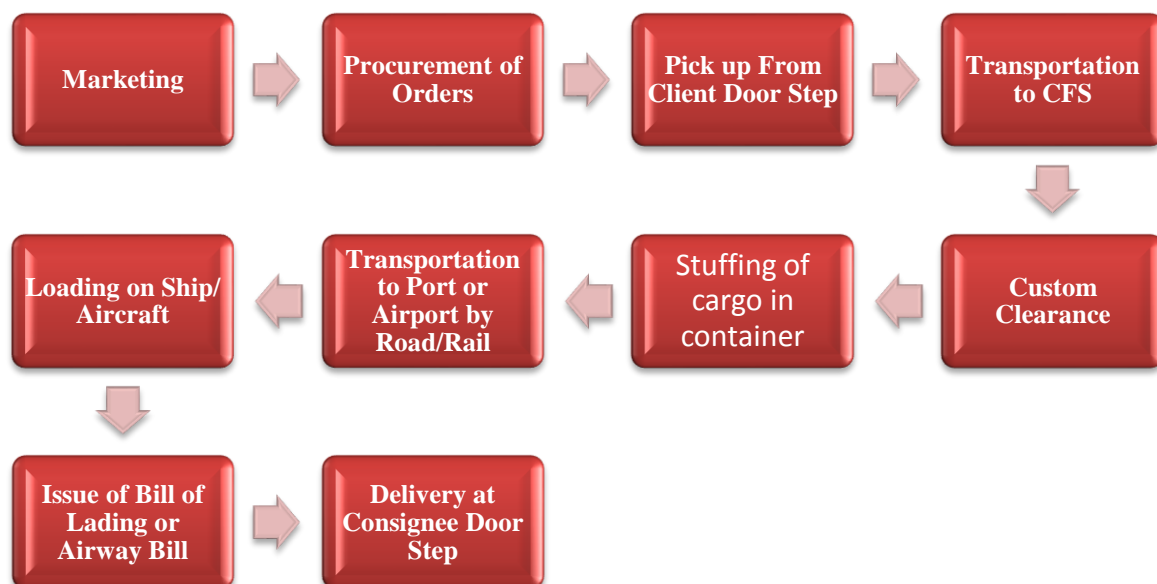 Marketing
Procurement of
Orders
Pick up From
Client Door Step
Transportation
to CFS
Custom
Clearance
Stuffing of
cargo in
container
Transportation
to Port or
Airport by
Road/Rail
Loading on Ship/
Aircraft
Issue of Bill of
Lading or
Airway Bill
Delivery at
Consignee Door
Step